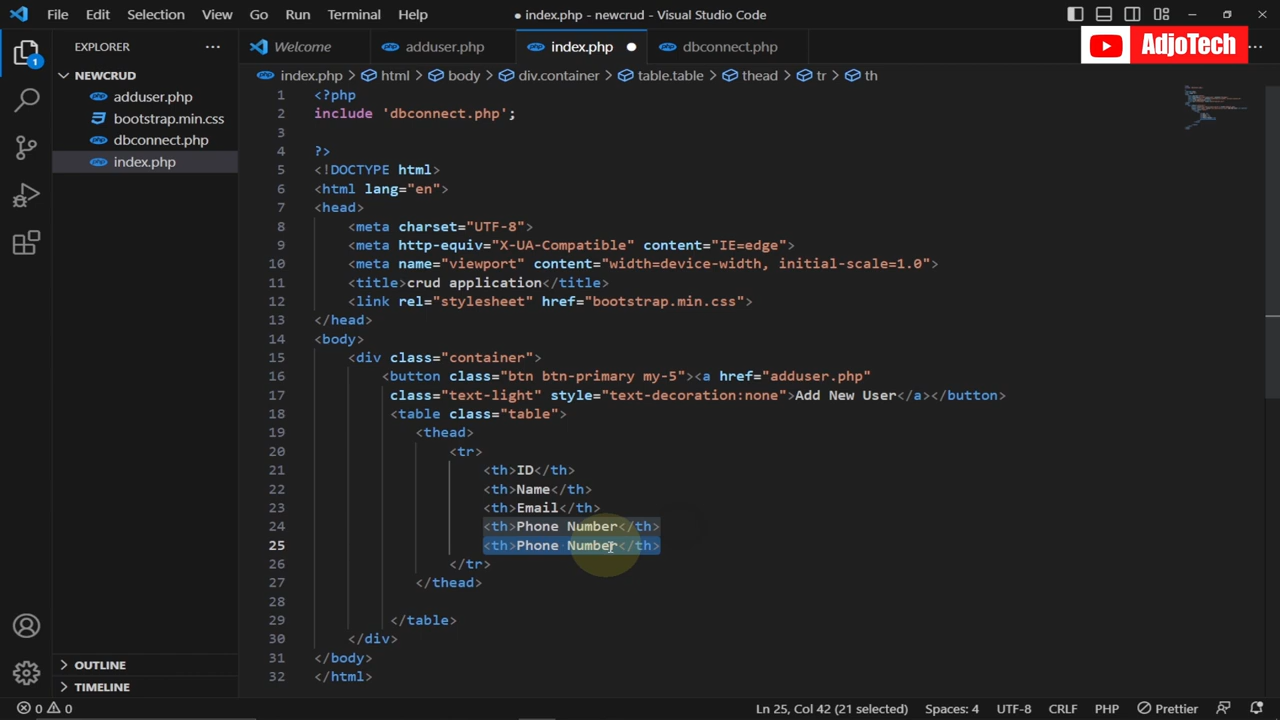 File Edit Selection View Go Run Terminal Help
● index.php - newcrud - Visual Studio Code
AdjoTech
EXPLORER
Welcome
adduser.php
index.php
dbconnect.php
1
NEWCRUD
adduser.php
bootstrap.min.css
dbconnect.php
index.php
index.php > html > body > div.container > table.table > thead > tr > th
1 <?php
2 include 'dbconnect.php';
3
4 ?>
5 <!DOCTYPE html>
6 <html lang="en">
7 <head>
8 <meta charset="UTF-8">
9 <meta http-equiv="X-UA-Compatible" content="IE=edge">
10 <meta name="viewport" content="width=device-width, initial-scale=1.0">
11 <title>crud application</title>
12 <link rel="stylesheet" href="bootstrap.min.css">
13 </head>
14 <body>
15 <div class="container">
16 <button class="btn btn-primary my-5"><a href="adduser.php"
17 class="text-light" style="text-decoration:none">Add New User</a></button>
18 <table class="table">
19 <thead>
20 <tr>
21 <th>ID</th>
22 <th>Name</th>
23 <th>Email</th>
24 <th>Phone Number</th>
25 <th>Phone Number</th>
26 </tr>
27 </thead>
28
29 </table>
30 </div>
31 </body>
32 </html>
OUTLINE
TIMELINE
0 0
Ln 25, Col 42 (21 selected) Spaces: 4 UTF-8 CRLF PHP Prettier